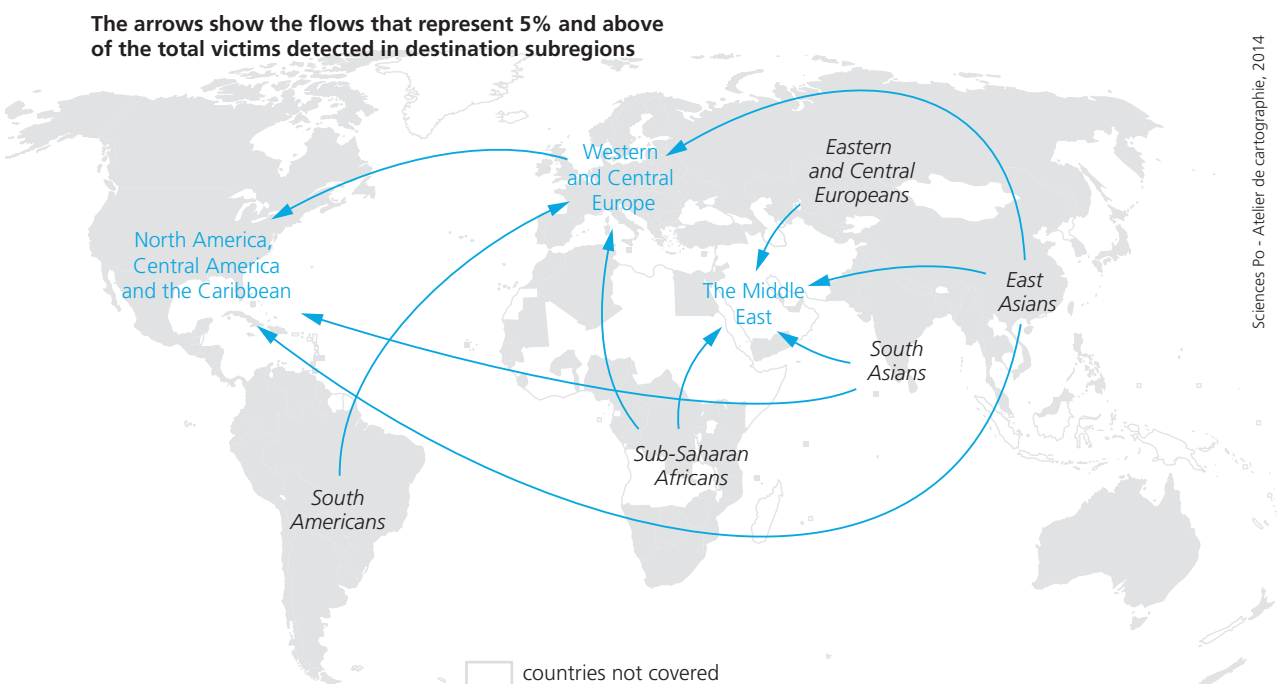 The arrows show the flows that represent 5% and above
of the total victims detected in destination subregions
Sciences Po - Atelier de cartographie, 2014
Western
and Central
Europe
Eastern
and Central
Europeans
North America,
Central America
and the Caribbean
The Middle
East
East
Asians
South
Asians
Sub-Saharan
Africans
South
Americans
countries not covered